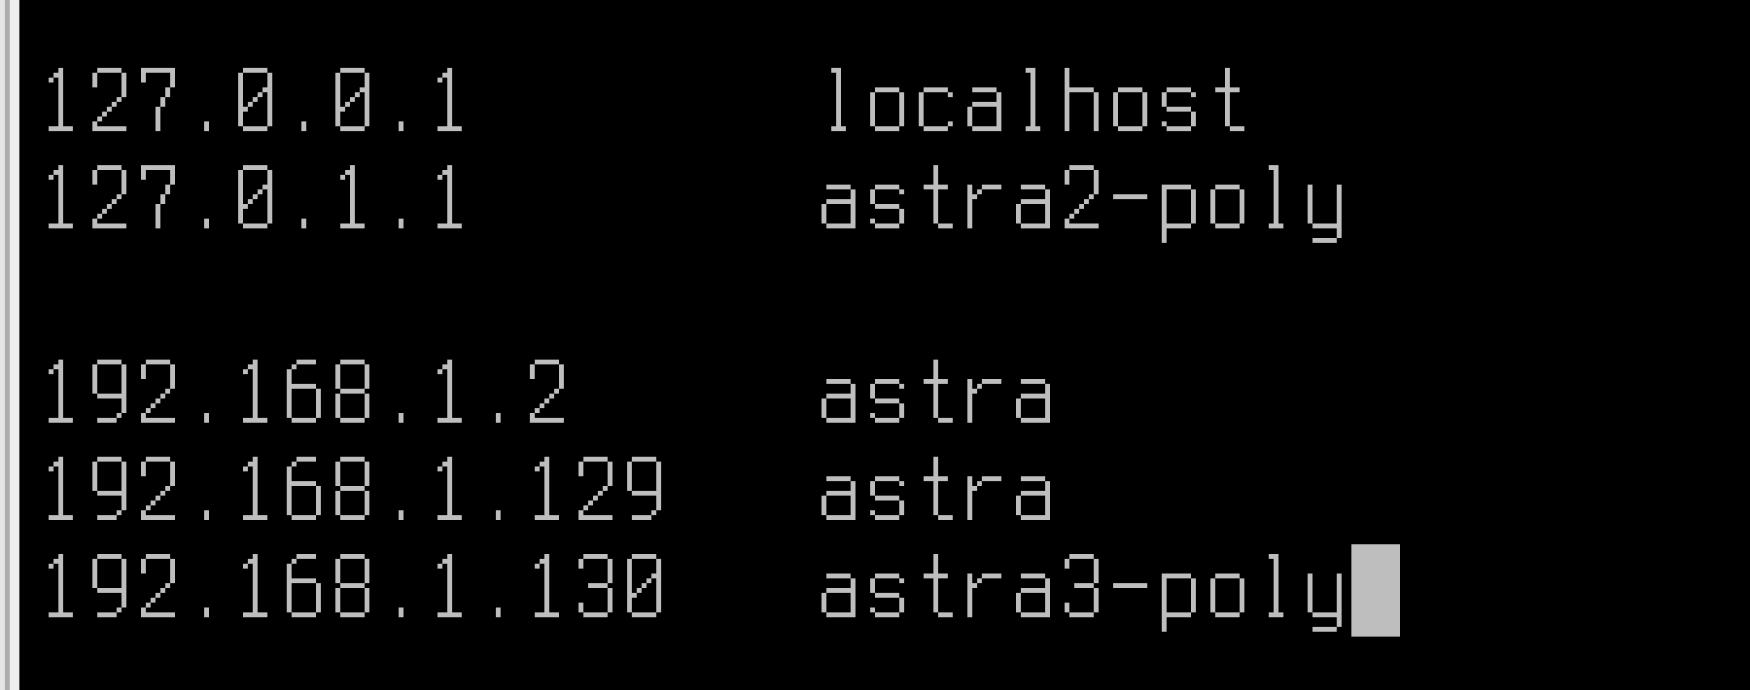 127.0.0.1 localhost
127.0.1.1 astra2-poly
192.168.1.2 astra
192.168.1.129 astra
192.168.1.130 astra3-poly